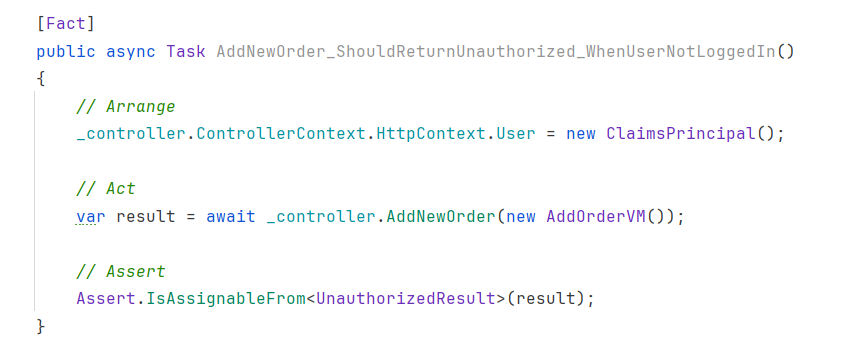 [Fact]
public async Task AddNewOrder_ShouldReturnUnauthorized_WhenUserNotLoggedIn()
{
    // Arrange
    _controller.ControllerContext.HttpContext.User = new ClaimsPrincipal();

    // Act
    var result = await _controller.AddNewOrder(new AddOrderVM());

    // Assert
    Assert.IsAssignableFrom<UnauthorizedResult>(result);
}